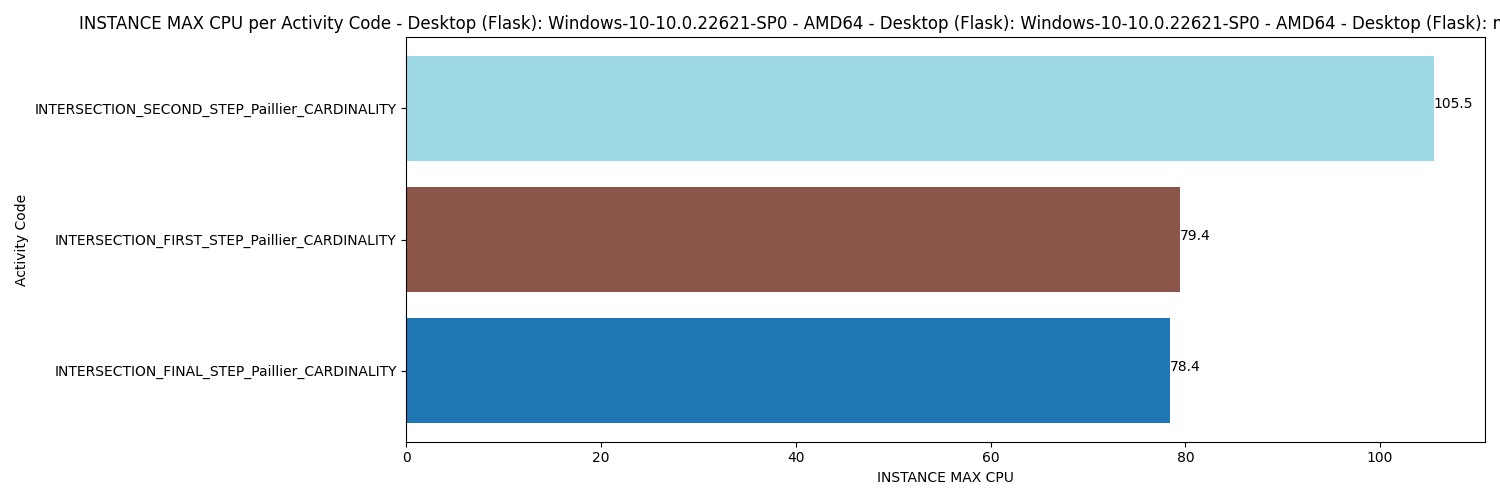 INSTANCE MAX CPU per Activity Code - Desktop (Flask): Windows-10-10.0.22621-SP0 - AMD64 - Desktop (Flask): Windows-10-10.0.22621-SP0 - AMD64 - Desktop (Flask):
INTERSECTION_SECOND_STEP_Paillier_CARDINALITY
105.5
INTERSECTION_FIRST_STEP_Paillier_CARDINALITY
79.4
INTERSECTION_FINAL_STEP_Paillier_CARDINALITY
78.4
Activity Code
0 20 40 60 80 100
INSTANCE MAX CPU